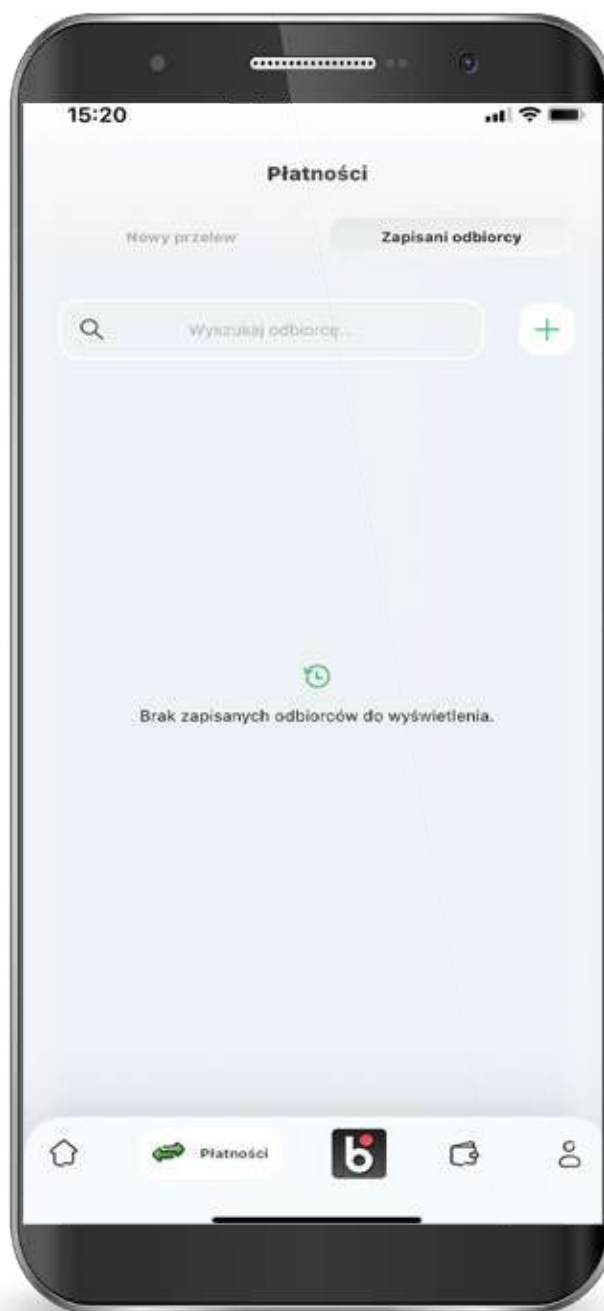 15:20
Płatności
Nowy przelew
Zapisani odbiorcy
Wyszukaj odbiorcę...
Brak zapisanych odbiorców do wyświetlenia.
Płatności
b